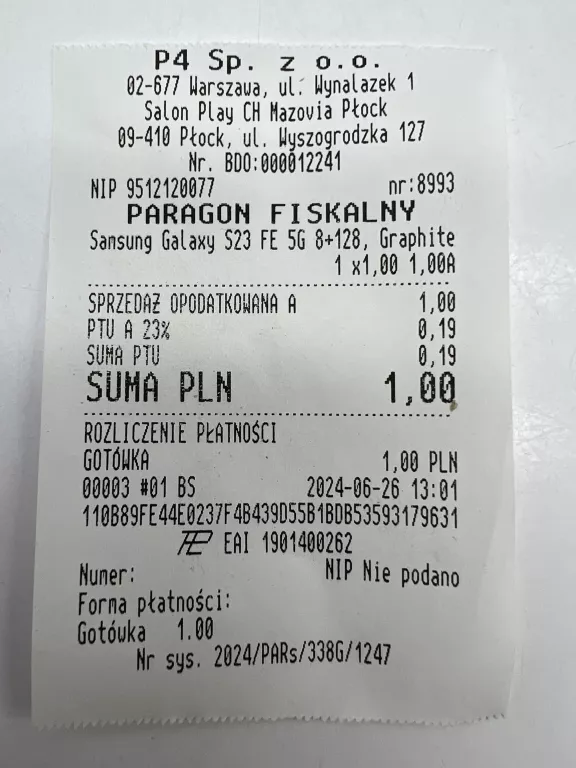 P4 Sp. z o.o.
02-677 Warszawa, ul. Wynalazek 1
Salon Play CH Mazovia Płock
09-410 Płock, ul. Wyszogrodzka 127
Nr. BDO:000012241
NIP 9512120077 nr:8993
PARAGON FISKALNY
Samsung Galaxy S23 FE 5G 8+128, Graphite
1 x1,00 1,00A
SPRZEDAŻ OPODATKOWANA A 1,00
PTU A 23% 0,19
SUMA PTU 0,19
SUMA PLN 1,00
ROZLICZENIE PŁATNOŚCI
GOTÓWKA 1,00 PLN
00003 #01 BS 2024-06-26 13:01
110B89FE44E0237F4B439D55B1BDB53593179631
EAI 1901400262
Numer: NIP Nie podano
Forma płatności:
Gotówka 1.00
Nr sys. 2024/PARs/338G/1247